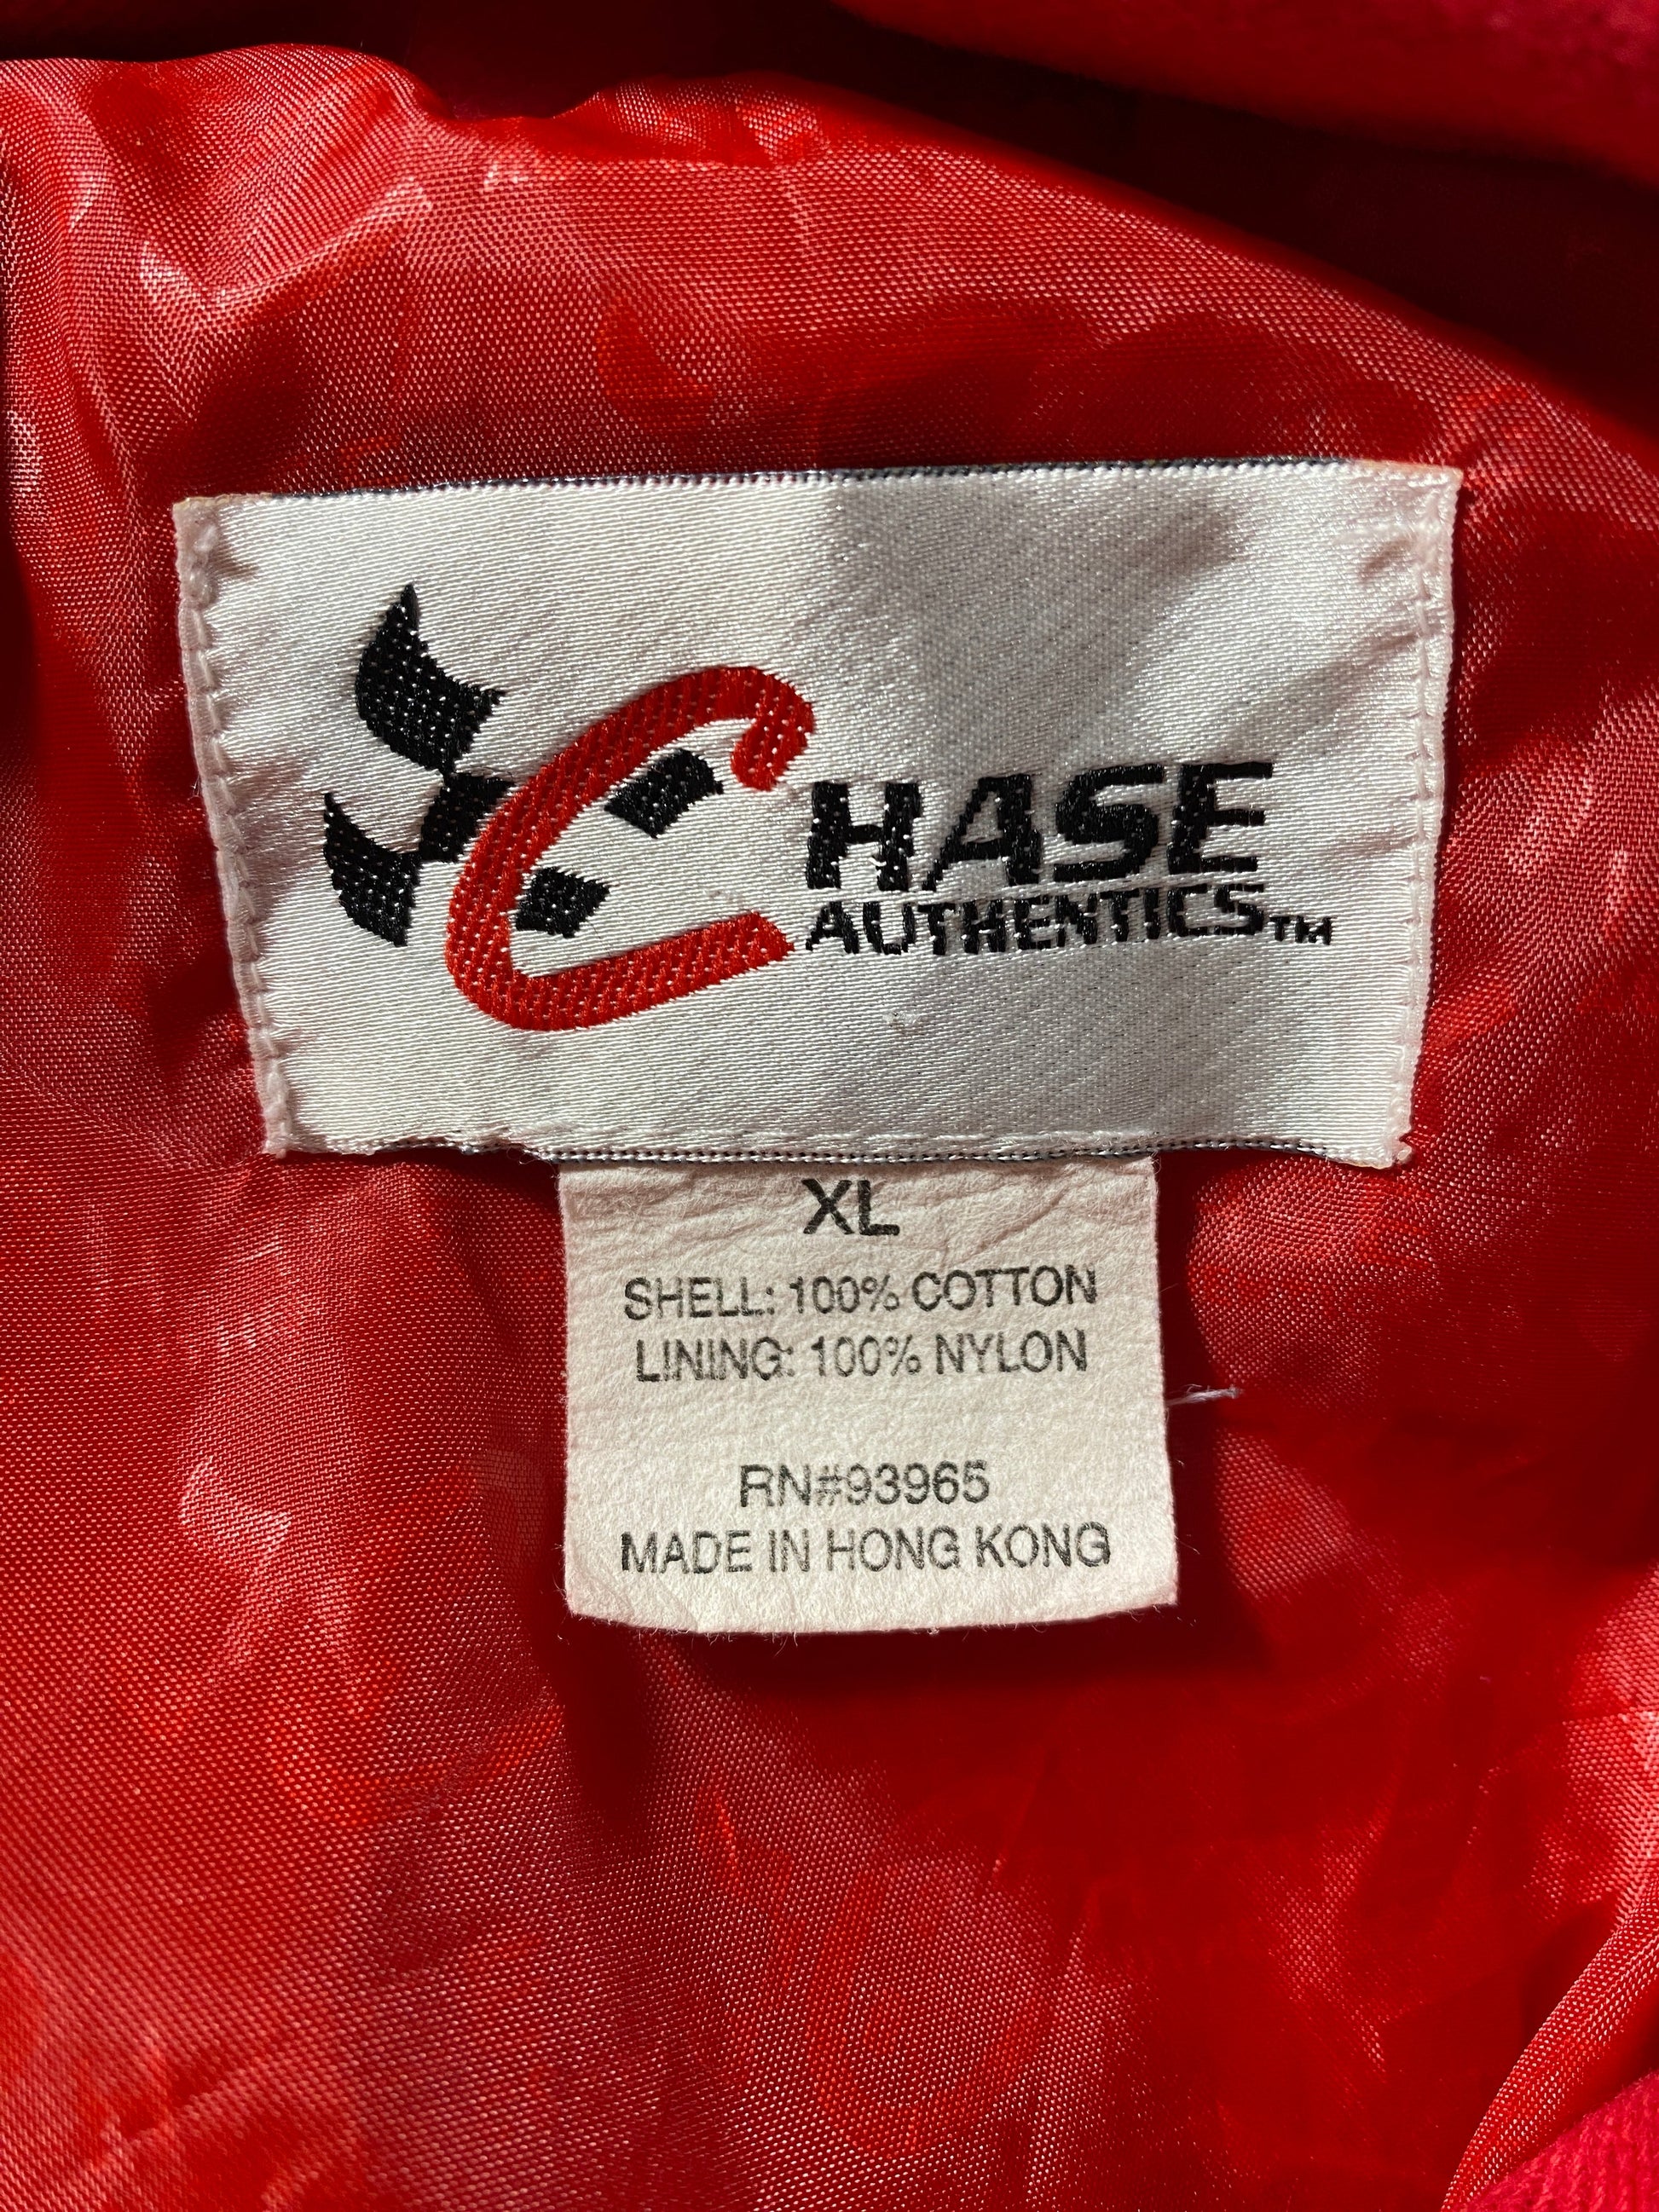 CHASE
AUTHENTICS™
XL
SHELL: 100% COTTON
LINING: 100% NYLON
RN#93965
MADE IN HONG KONG